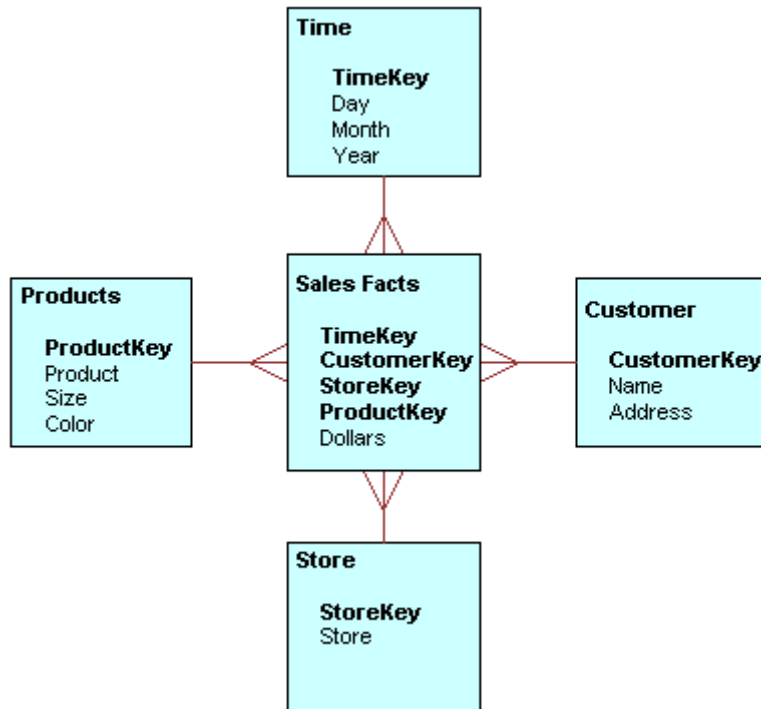 Time
TimeKey
Day
Month
Year
Products
ProductKey
Product
Size
Color
Sales Facts
TimeKey
CustomerKey
StoreKey
ProductKey
Dollars
Customer
CustomerKey
Name
Address
Store
StoreKey
Store